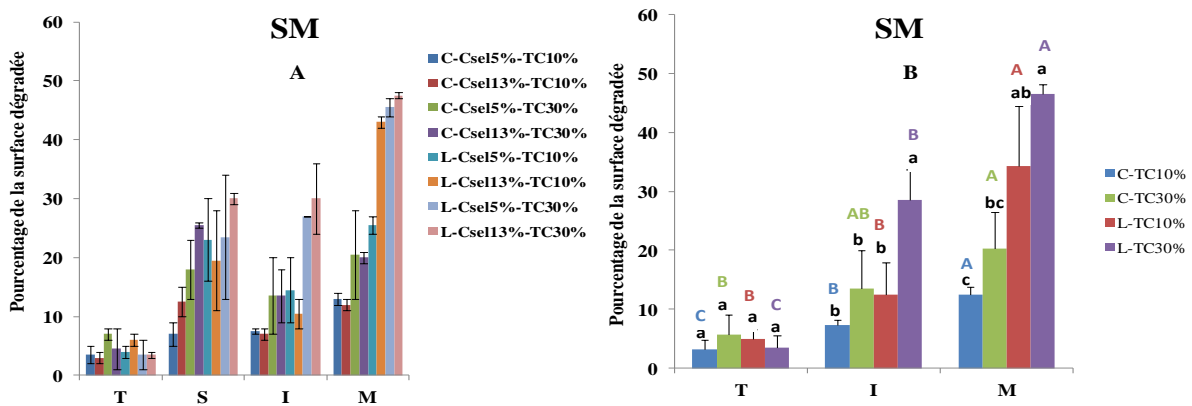 SM
A
Pourcentage de la surface dégradée
60
50
40
30
20
10
0
T S I M
C-Csel5%-TC10%
C-Csel13%-TC10%
C-Csel5%-TC30%
C-Csel13%-TC30%
L-Csel5%-TC10%
L-Csel13%-TC10%
L-Csel5%-TC30%
L-Csel13%-TC30%
SM
B
Pourcentage de la surface dégradée
60
50
40
30
20
10
0
C B B C
a a a a
B AB B B
b b b a
A A A A
c bc ab a
T I M
C-TC10%
C-TC30%
L-TC10%
L-TC30%